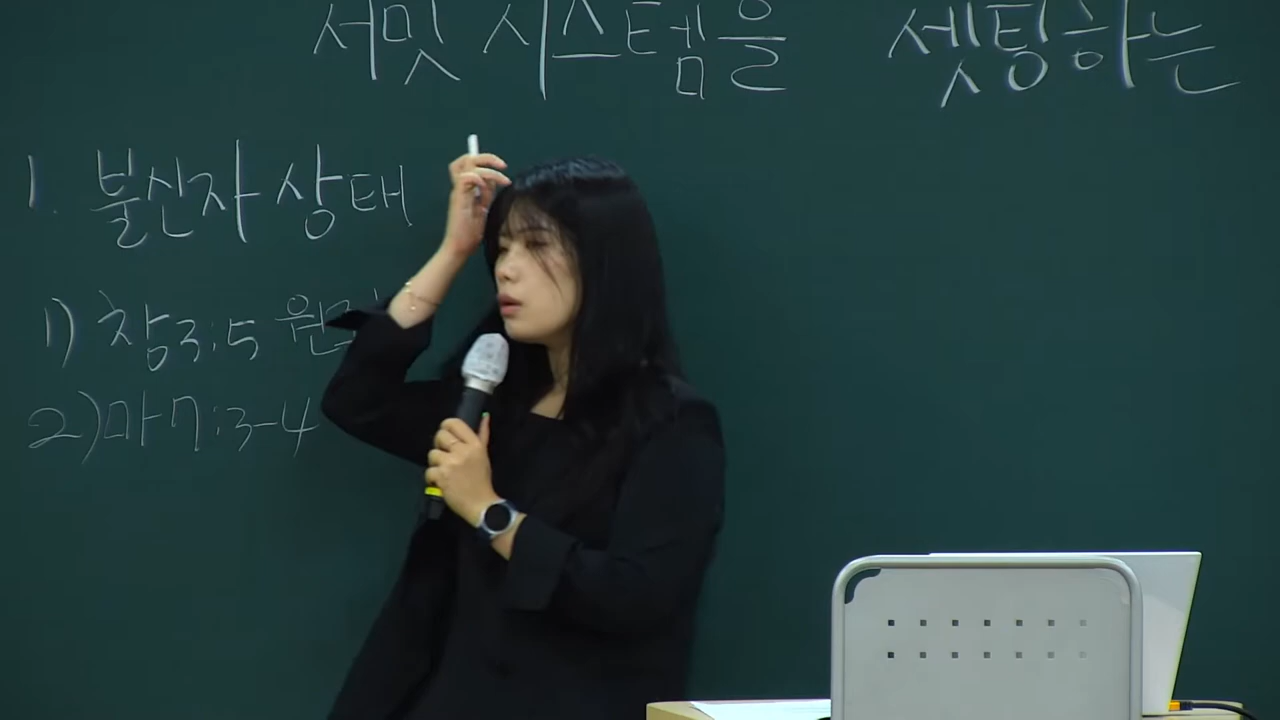 서밋 시스템을 셋팅하는
1. 불신자 상태
1) 창3:5 원
2) 마7:3-4